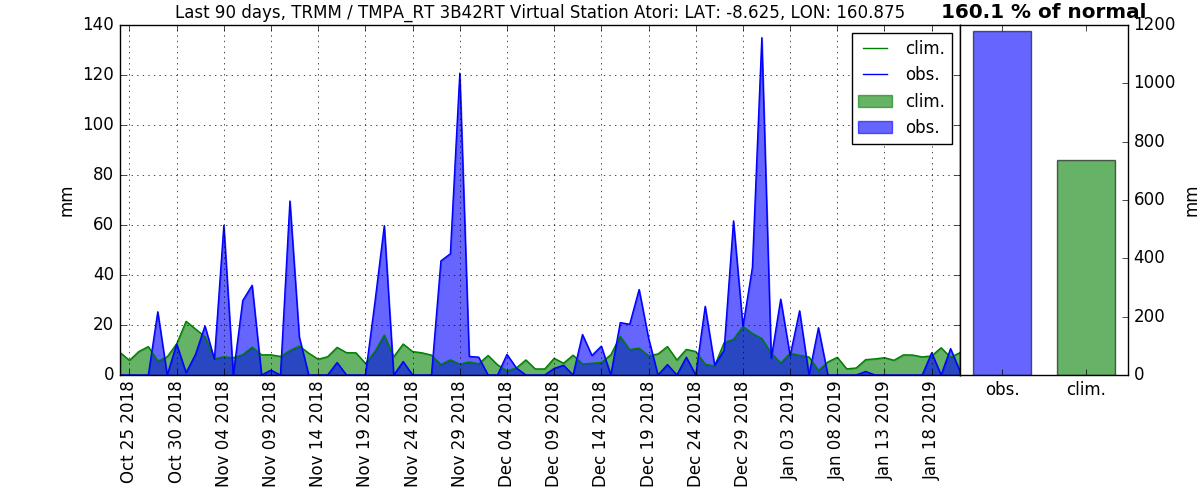 Last 90 days, TRMM / TMPA_RT 3B42RT Virtual Station Atori: LAT: -8.625, LON: 160.875
160.1 % of normal
140
120
100
80
60
40
20
0
mm
clim.
obs.
clim.
obs.
1200
1000
800
600
400
200
0
mm
Oct 25 2018
Oct 30 2018
Nov 04 2018
Nov 09 2018
Nov 14 2018
Nov 19 2018
Nov 24 2018
Nov 29 2018
Dec 04 2018
Dec 09 2018
Dec 14 2018
Dec 19 2018
Dec 24 2018
Dec 29 2018
Jan 03 2019
Jan 08 2019
Jan 13 2019
Jan 18 2019
obs.
clim.